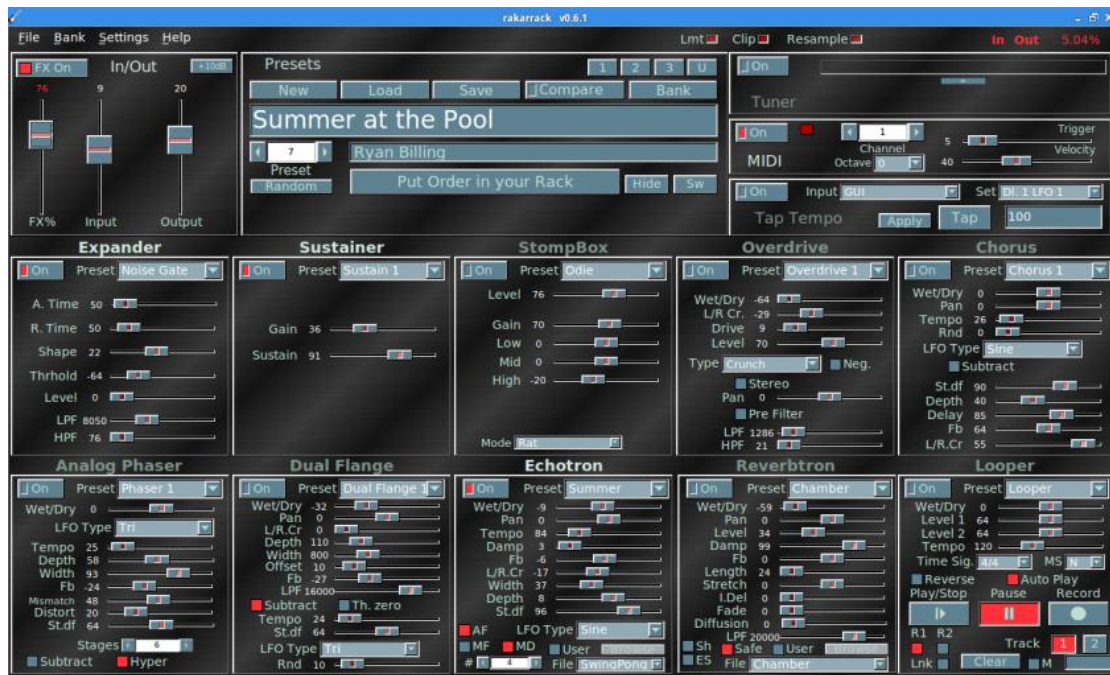 rakarrack v0.6.1
File Bank Settings Help
Lmt Clip Resample In Out 5.04%
FX On In/Out +10dB
76 9 20
FX% Input Output
Presets 1 2 3 U
New Load Save Compare Bank
Summer at the Pool
7 Ryan Billing
Preset
Random Put Order in your Rack Hide Sw
On
Tuner
On 1 Trigger
Channel 5
MIDI Octave 0 40 Velocity
On Input GUI Set Dl. 1 LFO 1
Tap Tempo Apply Tap 100
Expander
On Preset Noise Gate
A. Time 50
R. Time 50
Shape 22
Thrhold -64
Level 0
LPF 8050
HPF 76
Sustainer
On Preset Sustain 1
Gain 36
Sustain 91
StompBox
On Preset Odie
Level 76
Gain 70
Low 0
Mid 0
High -20
Mode Rat
Overdrive
On Preset Overdrive 1
Wet/Dry -64
L/R Cr. -29
Drive 9
Level 70
Type Crunch Neg.
Stereo
Pan 0
Pre Filter
LPF 1286
HPF 21
Chorus
On Preset Chorus 1
Wet/Dry 0
Pan 0
Tempo 26
Rnd 0
LFO Type Sine
Subtract
St.df 90
Depth 40
Delay 85
Fb 64
L/R.Cr 55
Analog Phaser
On Preset Phaser 1
Wet/Dry 0
LFO Type Tri
Tempo 25
Depth 58
Width 93
Fb -24
Mismatch 48
Distort 20
St.df 64
Stages 6
Subtract Hyper
Dual Flange
On Preset Dual Flange 1
Wet/Dry -32
Pan 0
L/R.Cr 0
Depth 110
Width 800
Offset 10
Fb -27
LPF 16000
Subtract Th. zero
Tempo 24
St.df 64
LFO Type Tri
Rnd 10
Echotron
On Preset Summer
Wet/Dry -9
Pan 0
Tempo 84
Damp 3
Fb -6
L/R.Cr -17
Width 37
Depth 8
St.df 96
AF LFO Type Sine
MF MD User Browse
# 4 File SwingPong
Reverbtron
On Preset Chamber
Wet/Dry -59
Pan 0
Level 34
Damp 99
Fb 0
Length 24
Stretch 0
I.Del 0
Fade 0
Diffusion 0
LPF 20000
Sh Safe User Browse
ES File Chamber
Looper
On Preset Looper
Wet/Dry 0
Level 1 64
Level 2 64
Tempo 120
Time Sig. 4/4 MS N
Reverse Auto Play
Play/Stop Pause Record
R1 R2 Track 1 2
Lnk Clear M